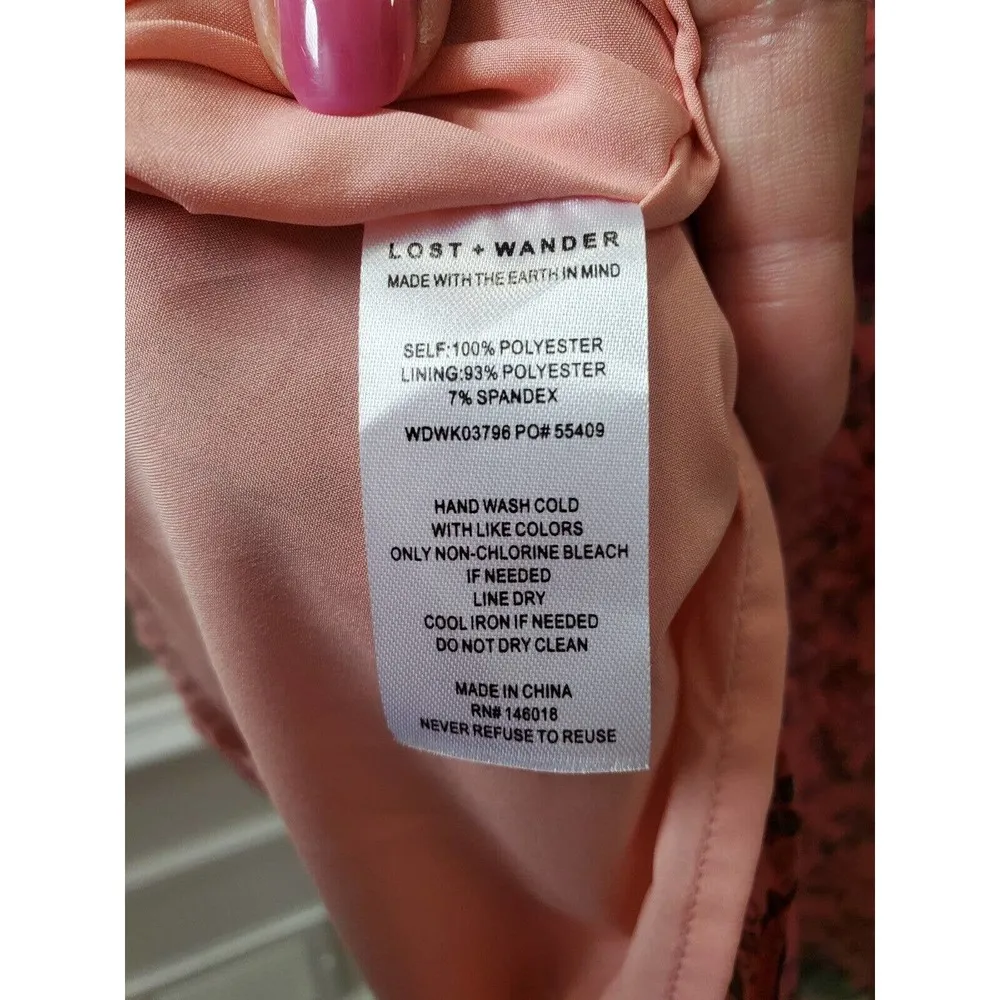 LOST + WANDER
MADE WITH THE EARTH IN MIND
SELF:100% POLYESTER
LINING:93% POLYESTER
7% SPANDEX
WDWK03796 PO# 55409
HAND WASH COLD
WITH LIKE COLORS
ONLY NON-CHLORINE BLEACH
IF NEEDED
LINE DRY
COOL IRON IF NEEDED
DO NOT DRY CLEAN
MADE IN CHINA
RN# 146018
NEVER REFUSE TO REUSE